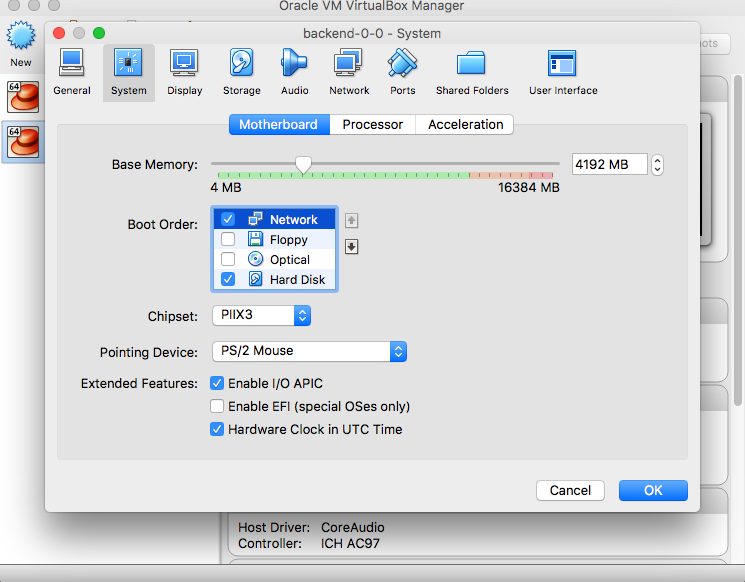 Oracle VM VirtualBox Manager
backend-0-0 - System
New
General System Display Storage Audio Network Ports Shared Folders User Interface
64
64
Motherboard Processor Acceleration
Base Memory: 4192 MB
4 MB 16384 MB
Boot Order: Network
Floppy
Optical
Hard Disk
Chipset: PIIX3
Pointing Device: PS/2 Mouse
Extended Features: Enable I/O APIC
Enable EFI (special OSes only)
Hardware Clock in UTC Time
Cancel OK
Host Driver: CoreAudio
Controller: ICH AC97